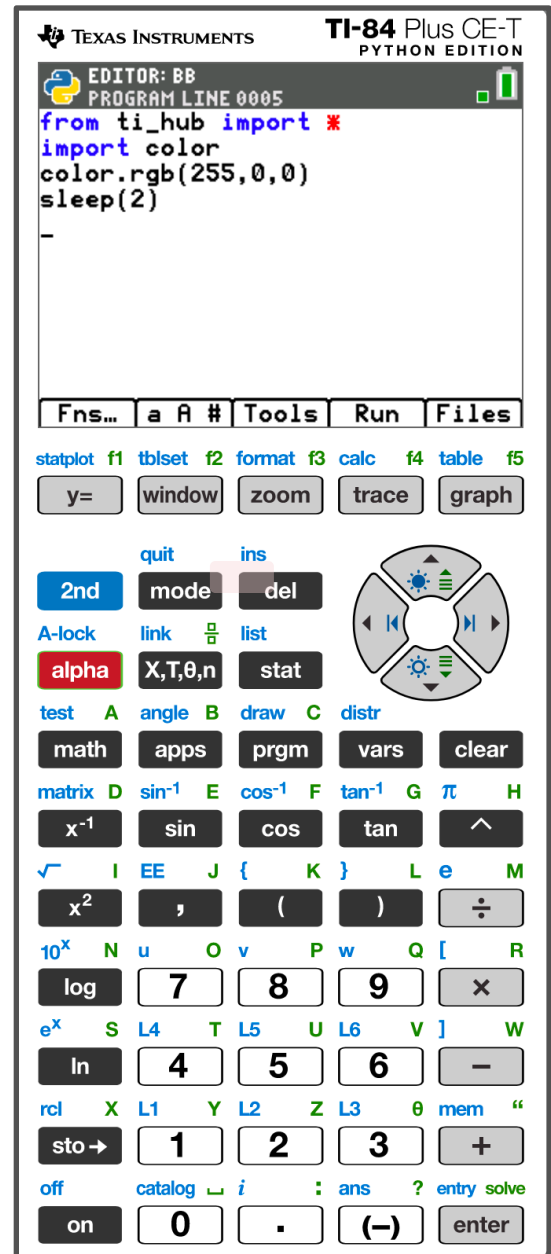 TEXAS INSTRUMENTS TI-84 Plus CE-T
PYTHON EDITION
EDITOR: BB
PROGRAM LINE 0005
from ti_hub import *
import color
color.rgb(255,0,0)
sleep(2)
_
Fns… a A # Tools Run Files
statplot f1 tblset f2 format f3 calc f4 table f5
y= window zoom trace graph
quit ins
2nd mode del
A-lock link list
alpha X,T,θ,n stat
test A angle B draw C distr
math apps prgm vars clear
matrix D sin⁻¹ E cos⁻¹ F tan⁻¹ G π H
x⁻¹ sin cos tan ^
√ I EE J { K } L e M
x² , ( ) ÷
10ˣ N u O v P w Q [ R
log 7 8 9 ×
eˣ S L4 T L5 U L6 V ] W
ln 4 5 6 −
rcl X L1 Y L2 Z L3 θ mem “
sto→ 1 2 3 +
off catalog ⎵ i : ans ? entry solve
on 0 . (−) enter